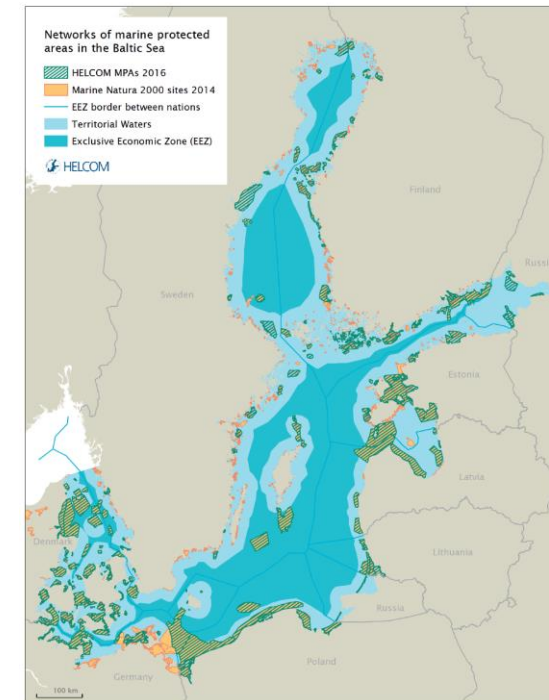 Networks of marine protected
areas in the Baltic Sea
HELCOM MPAs 2016
Marine Natura 2000 sites 2014
EEZ border between nations
Territorial Waters
Exclusive Economic Zone (EEZ)
HELCOM
Finland
Russia
Sweden
Estonia
Latvia
Denmark
Lithuania
Russia
Poland
Germany
100 km